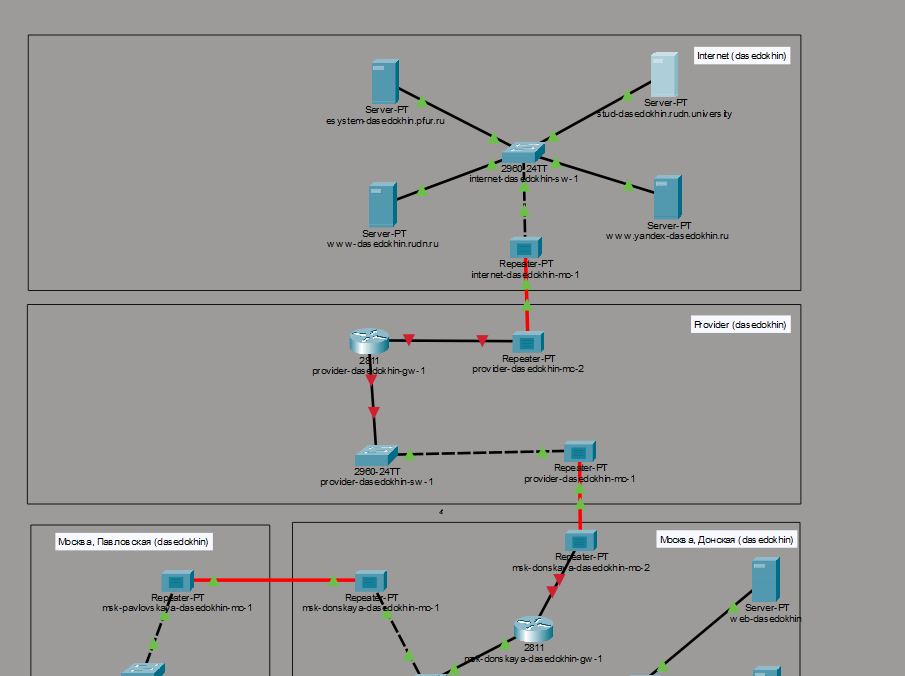 Internet (dasedokhin)
Server-PT
esystem-dasedokhin.pfur.ru
Server-PT
stud-dasedokhin.rudn.university
2960-24TT
internet-dasedokhin-sw-1
Server-PT
www-dasedokhin.rudn.ru
Server-PT
www.yandex-dasedokhin.ru
Repeater-PT
internet-dasedokhin-mc-1
Provider (dasedokhin)
2811
provider-dasedokhin-gw-1
Repeater-PT
provider-dasedokhin-mc-2
2960-24TT
provider-dasedokhin-sw-1
Repeater-PT
provider-dasedokhin-mc-1
Москва, Павловская (dasedokhin)
Москва, Донская (dasedokhin)
Repeater-PT
msk-donskaya-dasedokhin-mc-2
Repeater-PT
msk-pavlovskaya-dasedokhin-mc-1
Repeater-PT
msk-donskaya-dasedokhin-mc-1
Server-PT
web-dasedokhin
2811
msk-donskaya-dasedokhin-gw-1